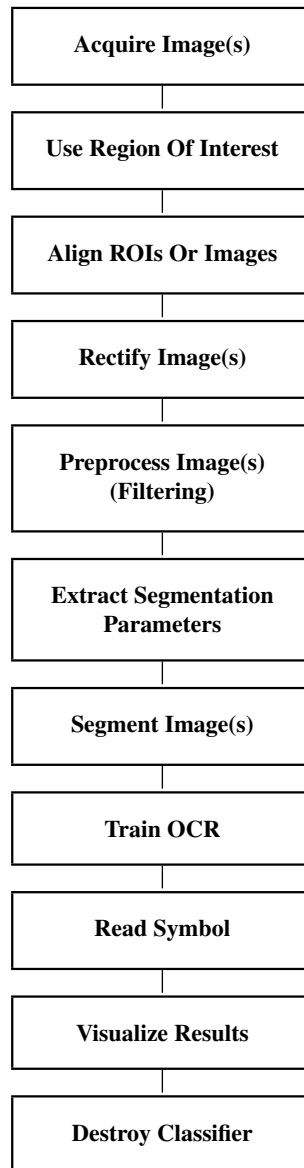 Acquire Image(s)
Use Region Of Interest
Align ROIs Or Images
Rectify Image(s)
Preprocess Image(s)
(Filtering)
Extract Segmentation
Parameters
Segment Image(s)
Train OCR
Read Symbol
Visualize Results
Destroy Classifier